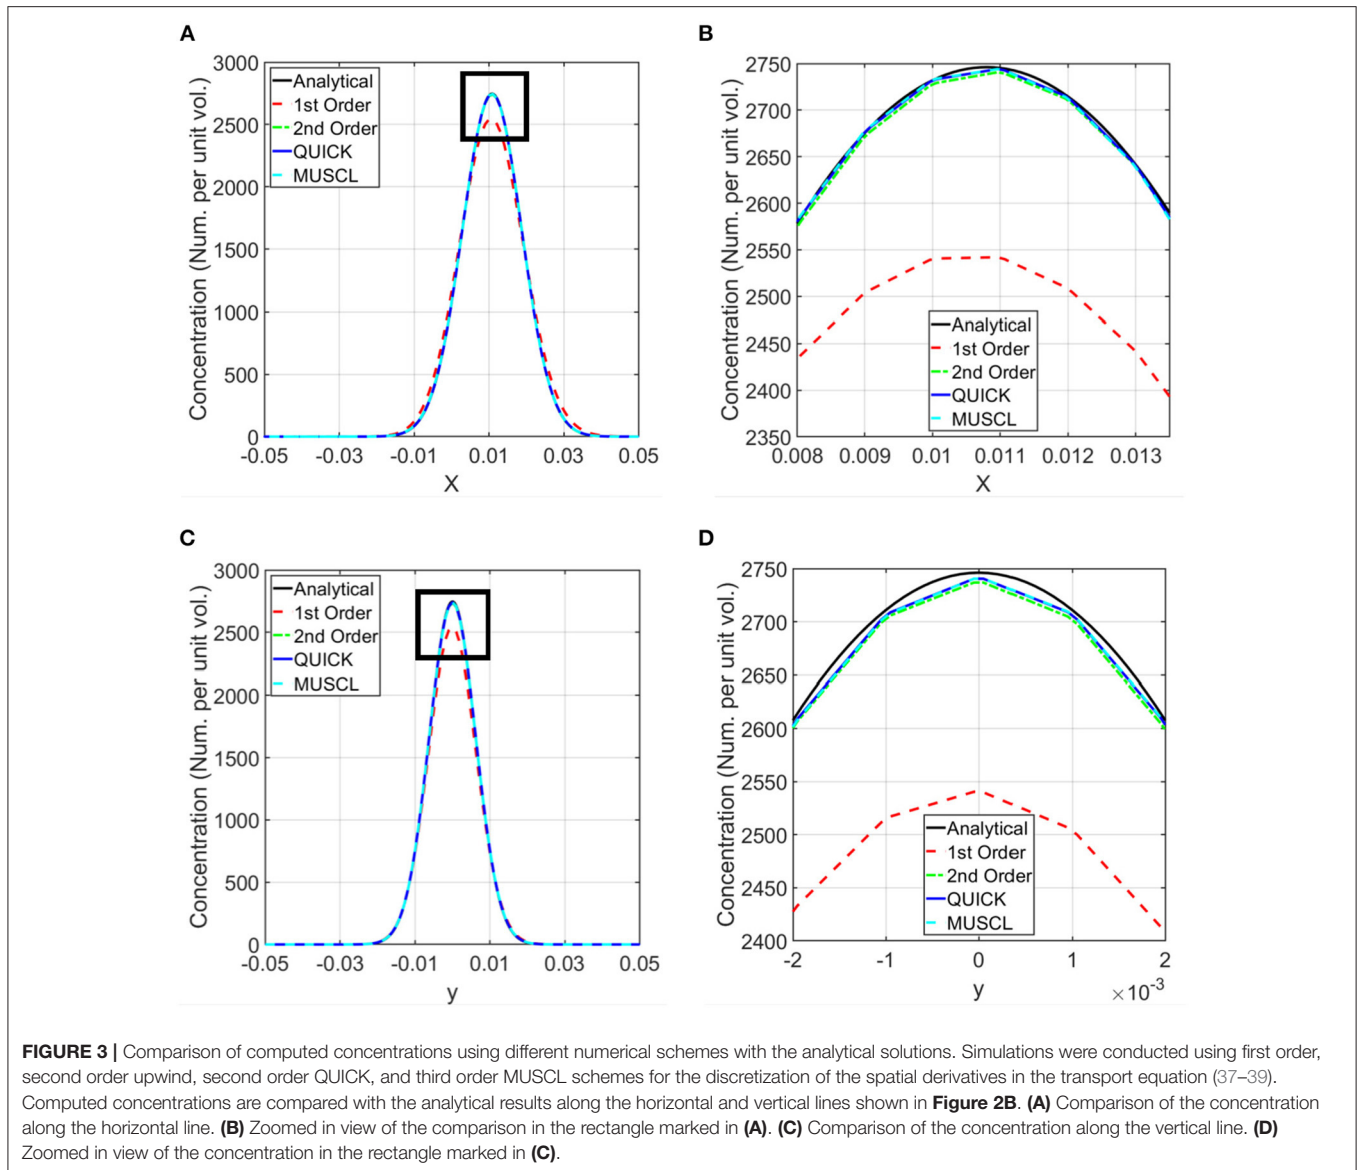 A
Concentration (Num. per unit vol.)
3000
2500
2000
1500
1000
500
0
Analytical
1st Order
2nd Order
QUICK
MUSCL
-0.05 -0.03 -0.01 0.01 0.03 0.05
X
B
Concentration (Num. per unit vol.)
2750
2700
2650
2600
2550
2500
2450
2400
2350
Analytical
1st Order
2nd Order
QUICK
MUSCL
0.008 0.009 0.01 0.011 0.012 0.013
X
C
Concentration (Num. per unit vol.)
3000
2500
2000
1500
1000
500
0
Analytical
1st Order
2nd Order
QUICK
MUSCL
-0.05 -0.03 -0.01 0.01 0.03 0.05
y
D
Concentration (Num. per unit vol.)
2750
2700
2650
2600
2550
2500
2450
2400
Analytical
1st Order
2nd Order
QUICK
MUSCL
-2 -1 0 1 2
y
×10⁻³
FIGURE 3 | Comparison of computed concentrations using different numerical schemes with the analytical solutions. Simulations were conducted using first order,
second order upwind, second order QUICK, and third order MUSCL schemes for the discretization of the spatial derivatives in the transport equation (37–39).
Computed concentrations are compared with the analytical results along the horizontal and vertical lines shown in Figure 2B. (A) Comparison of the concentration
along the horizontal line. (B) Zoomed in view of the comparison in the rectangle marked in (A). (C) Comparison of the concentration along the vertical line. (D)
Zoomed in view of the concentration in the rectangle marked in (C).